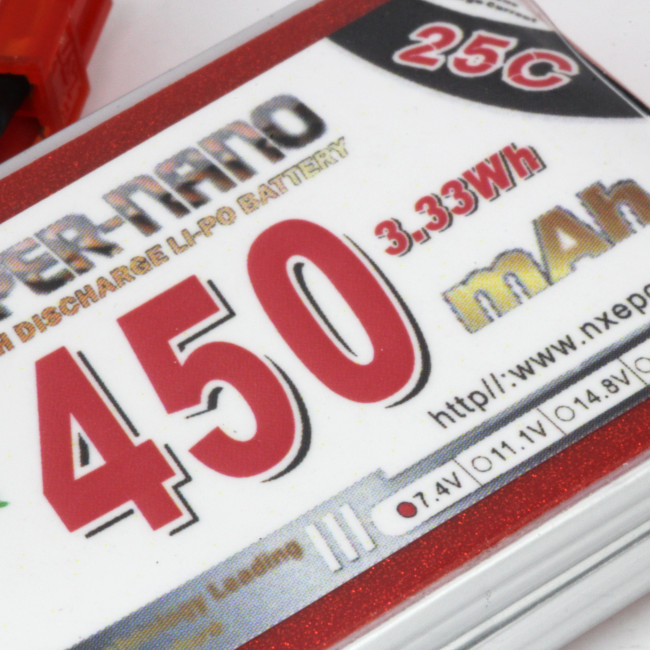 25C
PER-NANO
DISCHARGE LI-PO BATTERY
3.33Wh
450
mAh
http//:www.nxepo
7.4V 11.1V 14.8V
Leading